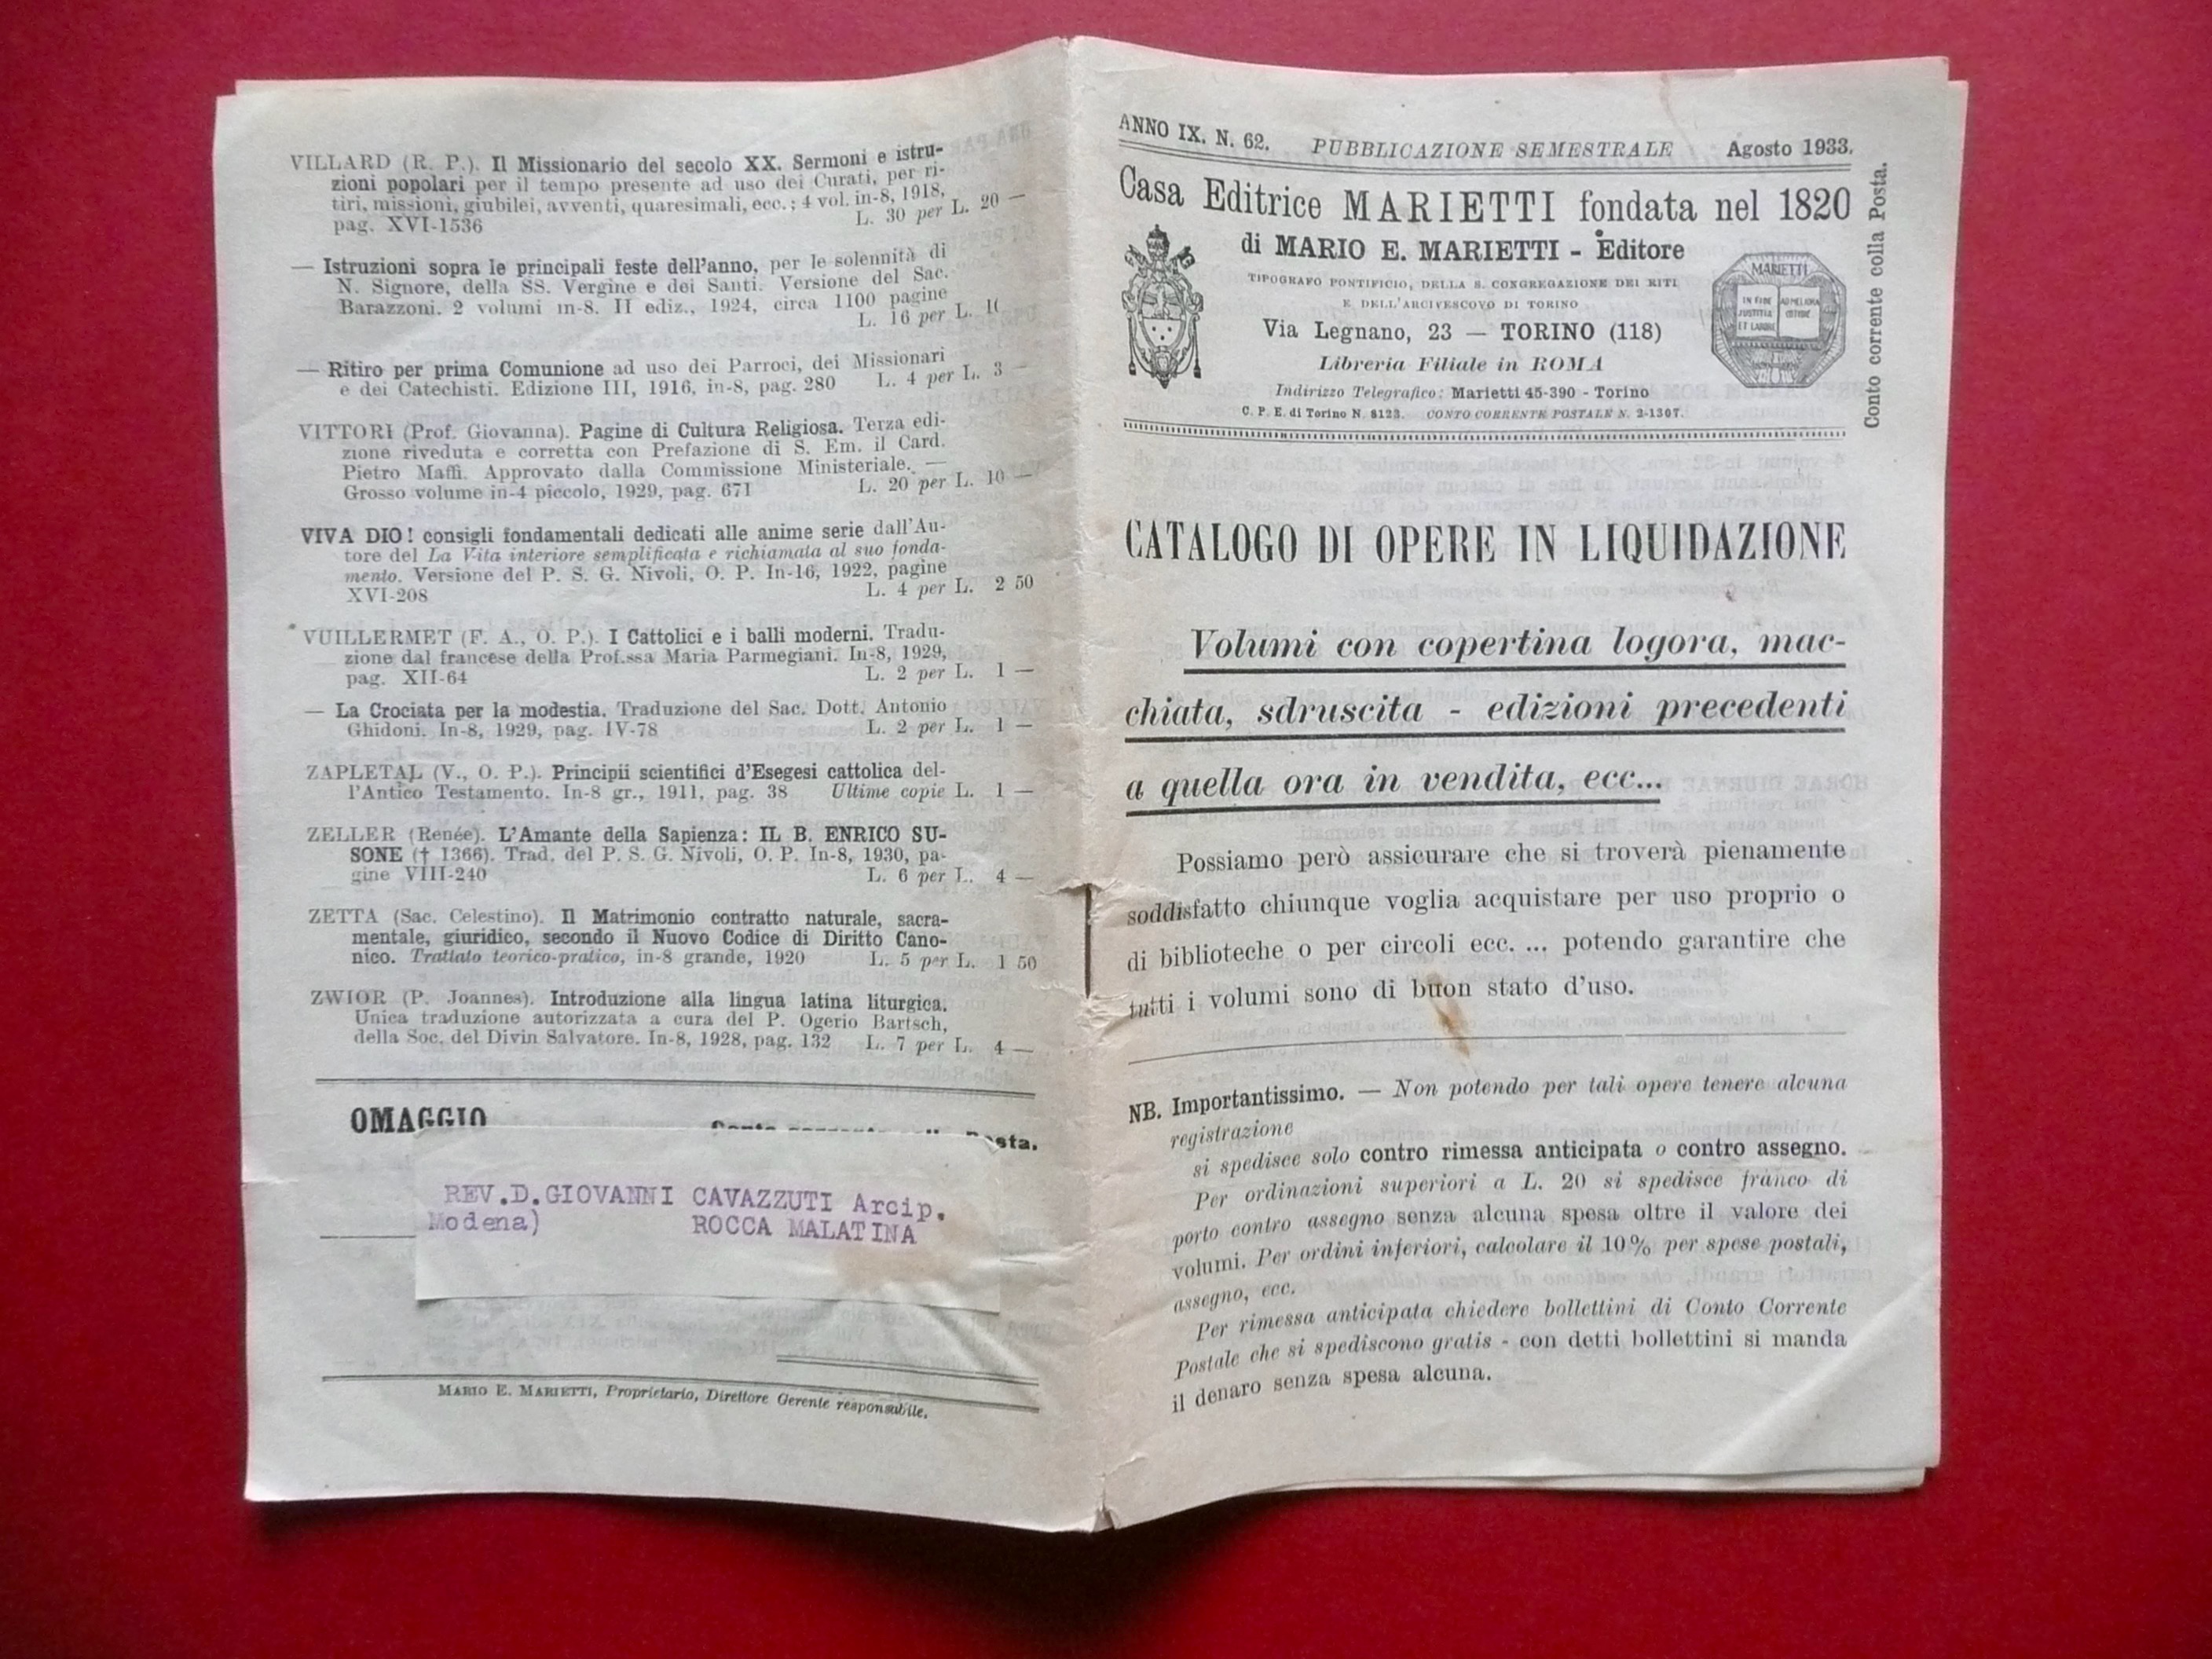 VILLARD (R. P.). Il Missionario del secolo XX. Sermoni e istru-
zioni popolari per il tempo presente ad uso dei Curati, per ri-
tiri, missioni, giubilei, avventi, quaresimali, ecc.; 4 vol. in-8, 1918,
pag. XVI-1536 L. 30 per L. 20 —
— Istruzioni sopra le principali feste dell'anno, per le solennità di
N. Signore, della SS. Vergine e dei Santi. Versione del Sac.
Barazzoni. 2 volumi in-8. II ediz., 1924, circa 1100 pagine
L. 16 per L.
— Ritiro per prima Comunione ad uso dei Parroci, dei Missionari
e dei Catechisti. Edizione III, 1916, in-8, pag. 280 L. 4 per L. 3 —
VITTORI (Prof. Giovanna). Pagine di Cultura Religiosa. Terza edi-
zione riveduta e corretta con Prefazione di S. Em. il Card.
Pietro Maffi. Approvato dalla Commissione Ministeriale. —
Grosso volume in-4 piccolo, 1929, pag. 671 L. 20 per L. 10 —
VIVA DIO! consigli fondamentali dedicati alle anime serie dall'Au-
tore del La Vita interiore semplificata e richiamata al suo fonda-
mento. Versione del P. S. G. Nivoli, O. P. In-16, 1922, pagine
XVI-208 L. 4 per L. 2 50
VUILLERMET (F. A., O. P.). I Cattolici e i balli moderni. Tradu-
zione dal francese della Prof.ssa Maria Parmegiani. In-8, 1929,
pag. XII-64 L. 2 per L. 1 —
— La Crociata per la modestia. Traduzione del Sac. Dott. Antonio
Ghidoni. In-8, 1929, pag. IV-78 L. 2 per L. 1 —
ZAPLETAL (V., O. P.). Principii scientifici d'Esegesi cattolica del-
l'Antico Testamento. In-8 gr., 1911, pag. 38 Ultime copie L. 1 —
ZELLER (Renée). L'Amante della Sapienza: IL B. ENRICO SU-
SONE († 1366). Trad. del P. S. G. Nivoli, O. P. In-8, 1930, pa-
gine VIII-240 L. 6 per L. 4 —
ZETTA (Sac. Celestino). Il Matrimonio contratto naturale, sacra-
mentale, giuridico, secondo il Nuovo Codice di Diritto Cano-
nico. Trattato teorico-pratico, in-8 grande, 1920 L. 5 per L. 1 50
ZWIOR (P. Joannes). Introduzione alla lingua latina liturgica.
Unica traduzione autorizzata a cura del P. Ogerio Bartsch,
della Soc. del Divin Salvatore. In-8, 1928, pag. 132 L. 7 per L. 4 —
OMAGGIO Conto corrente colla Posta.
REV.D.GIOVANNI CAVAZZUTI Arcip.
Modena) ROCCA MALATINA
MARIO E. MARIETTI, Proprietario, Direttore Gerente responsabile.
ANNO IX. N. 62. PUBBLICAZIONE SEMESTRALE Agosto 1933.
Casa Editrice MARIETTI fondata nel 1820
di MARIO E. MARIETTI - Editore
TIPOGRAFO PONTIFICIO, DELLA S. CONGREGAZIONE DEI RITI
E DELL'ARCIVESCOVO DI TORINO
Via Legnano, 23 — TORINO (118)
Libreria Filiale in ROMA
Indirizzo Telegrafico: Marietti 45-390 - Torino
C. P. E. di Torino N. 8123. CONTO CORRENTE POSTALE N. 2-1307.
MARIETTI
IN FIDE
JUSTITIA
ET LABORE
AD MELIORA
Conto corrente colla Posta.
CATALOGO DI OPERE IN LIQUIDAZIONE
Volumi con copertina logora, mac-
chiata, sdruscita - edizioni precedenti
a quella ora in vendita, ecc...
Possiamo però assicurare che si troverà pienamente
soddisfatto chiunque voglia acquistare per uso proprio o
di biblioteche o per circoli ecc. ... potendo garantire che
tutti i volumi sono di buon stato d'uso.
NB. Importantissimo. — Non potendo per tali opere tenere alcuna
registrazione
si spedisce solo contro rimessa anticipata o contro assegno.
Per ordinazioni superiori a L. 20 si spedisce franco di
porto contro assegno senza alcuna spesa oltre il valore dei
volumi. Per ordini inferiori, calcolare il 10% per spese postali,
assegno, ecc.
Per rimessa anticipata chiedere bollettini di Conto Corrente
Postale che si spediscono gratis - con detti bollettini si manda
il denaro senza spesa alcuna.